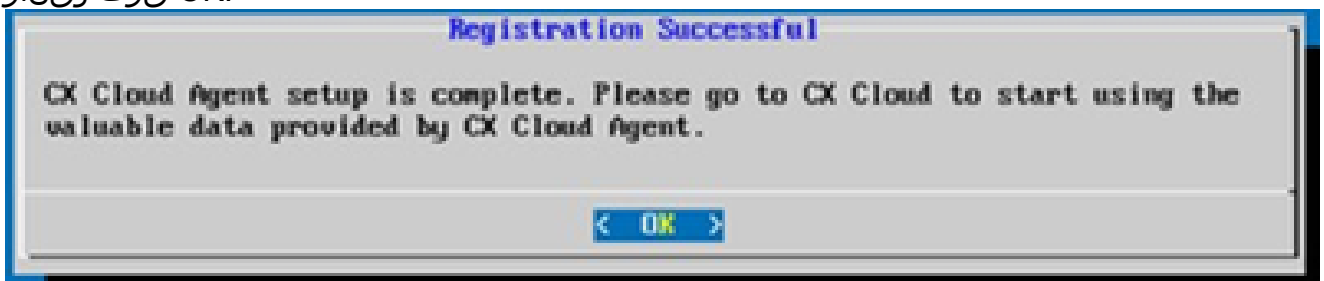 OK.
Registration Successful
CX Cloud Agent setup is complete. Please go to CX Cloud to start using the
valuable data provided by CX Cloud Agent.
< OK >